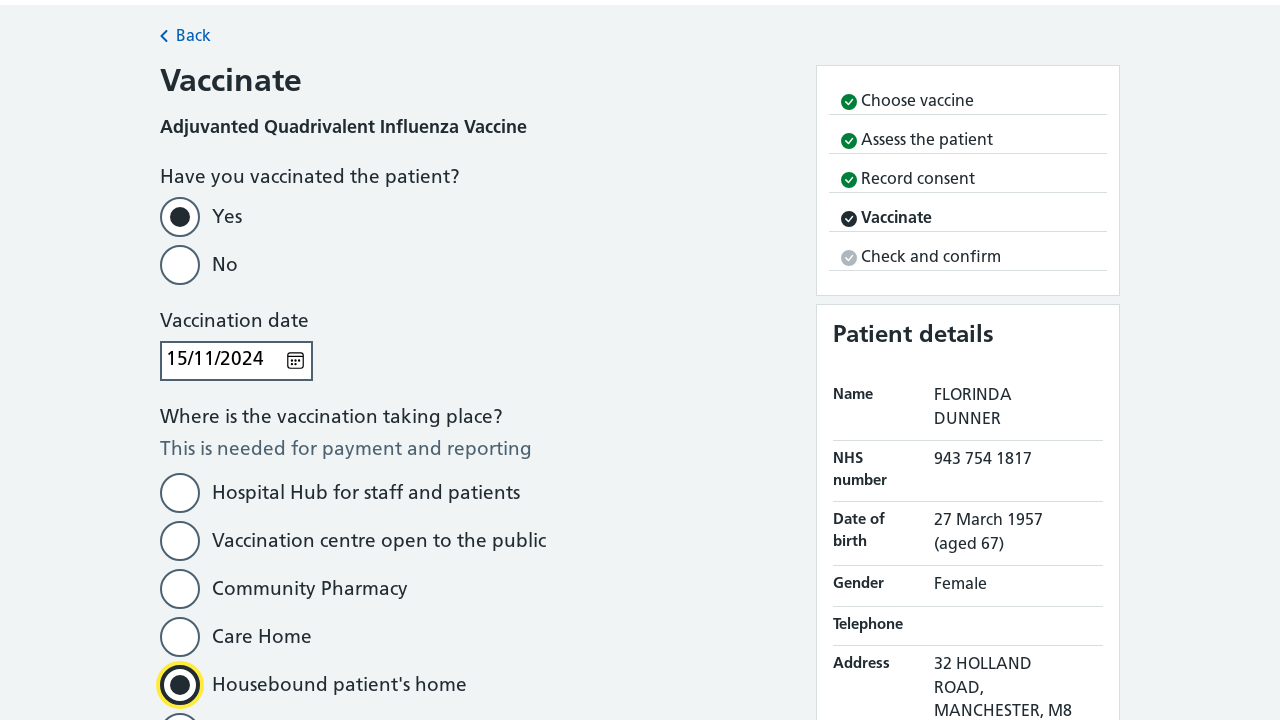 Back
Vaccinate
Adjuvanted Quadrivalent Influenza Vaccine
Have you vaccinated the patient?
Yes
No
Vaccination date
15/11/2024
Where is the vaccination taking place?
This is needed for payment and reporting
Hospital Hub for staff and patients
Vaccination centre open to the public
Community Pharmacy
Care Home
Housebound patient's home
Choose vaccine
Assess the patient
Record consent
Vaccinate
Check and confirm
Patient details
Name FLORINDA
DUNNER
NHS 943 754 1817
number
Date of 27 March 1957
birth (aged 67)
Gender Female
Telephone
Address 32 HOLLAND
ROAD,
MANCHESTER, M8